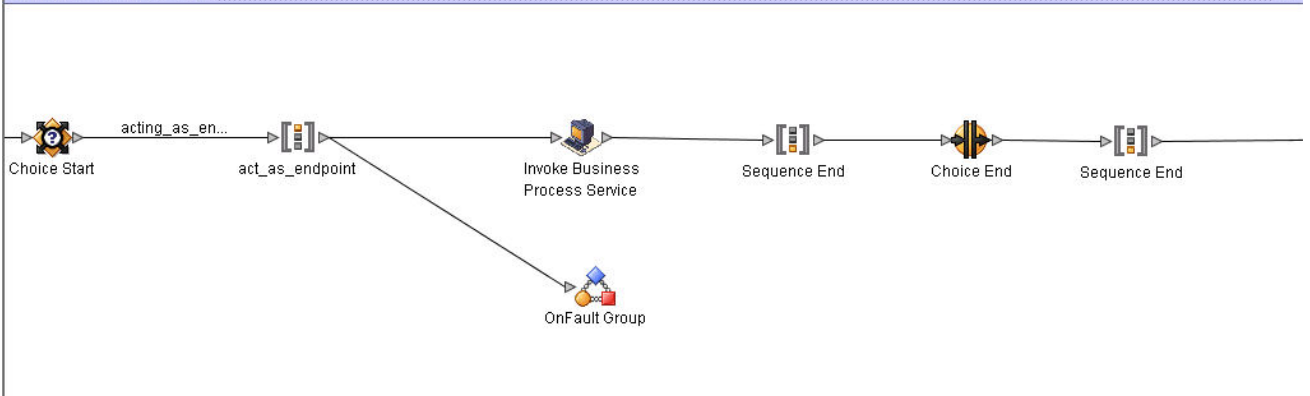 acting_as_en...
Choice Start
act_as_endpoint
Invoke Business
Process Service
Sequence End
Choice End
Sequence End
OnFault Group